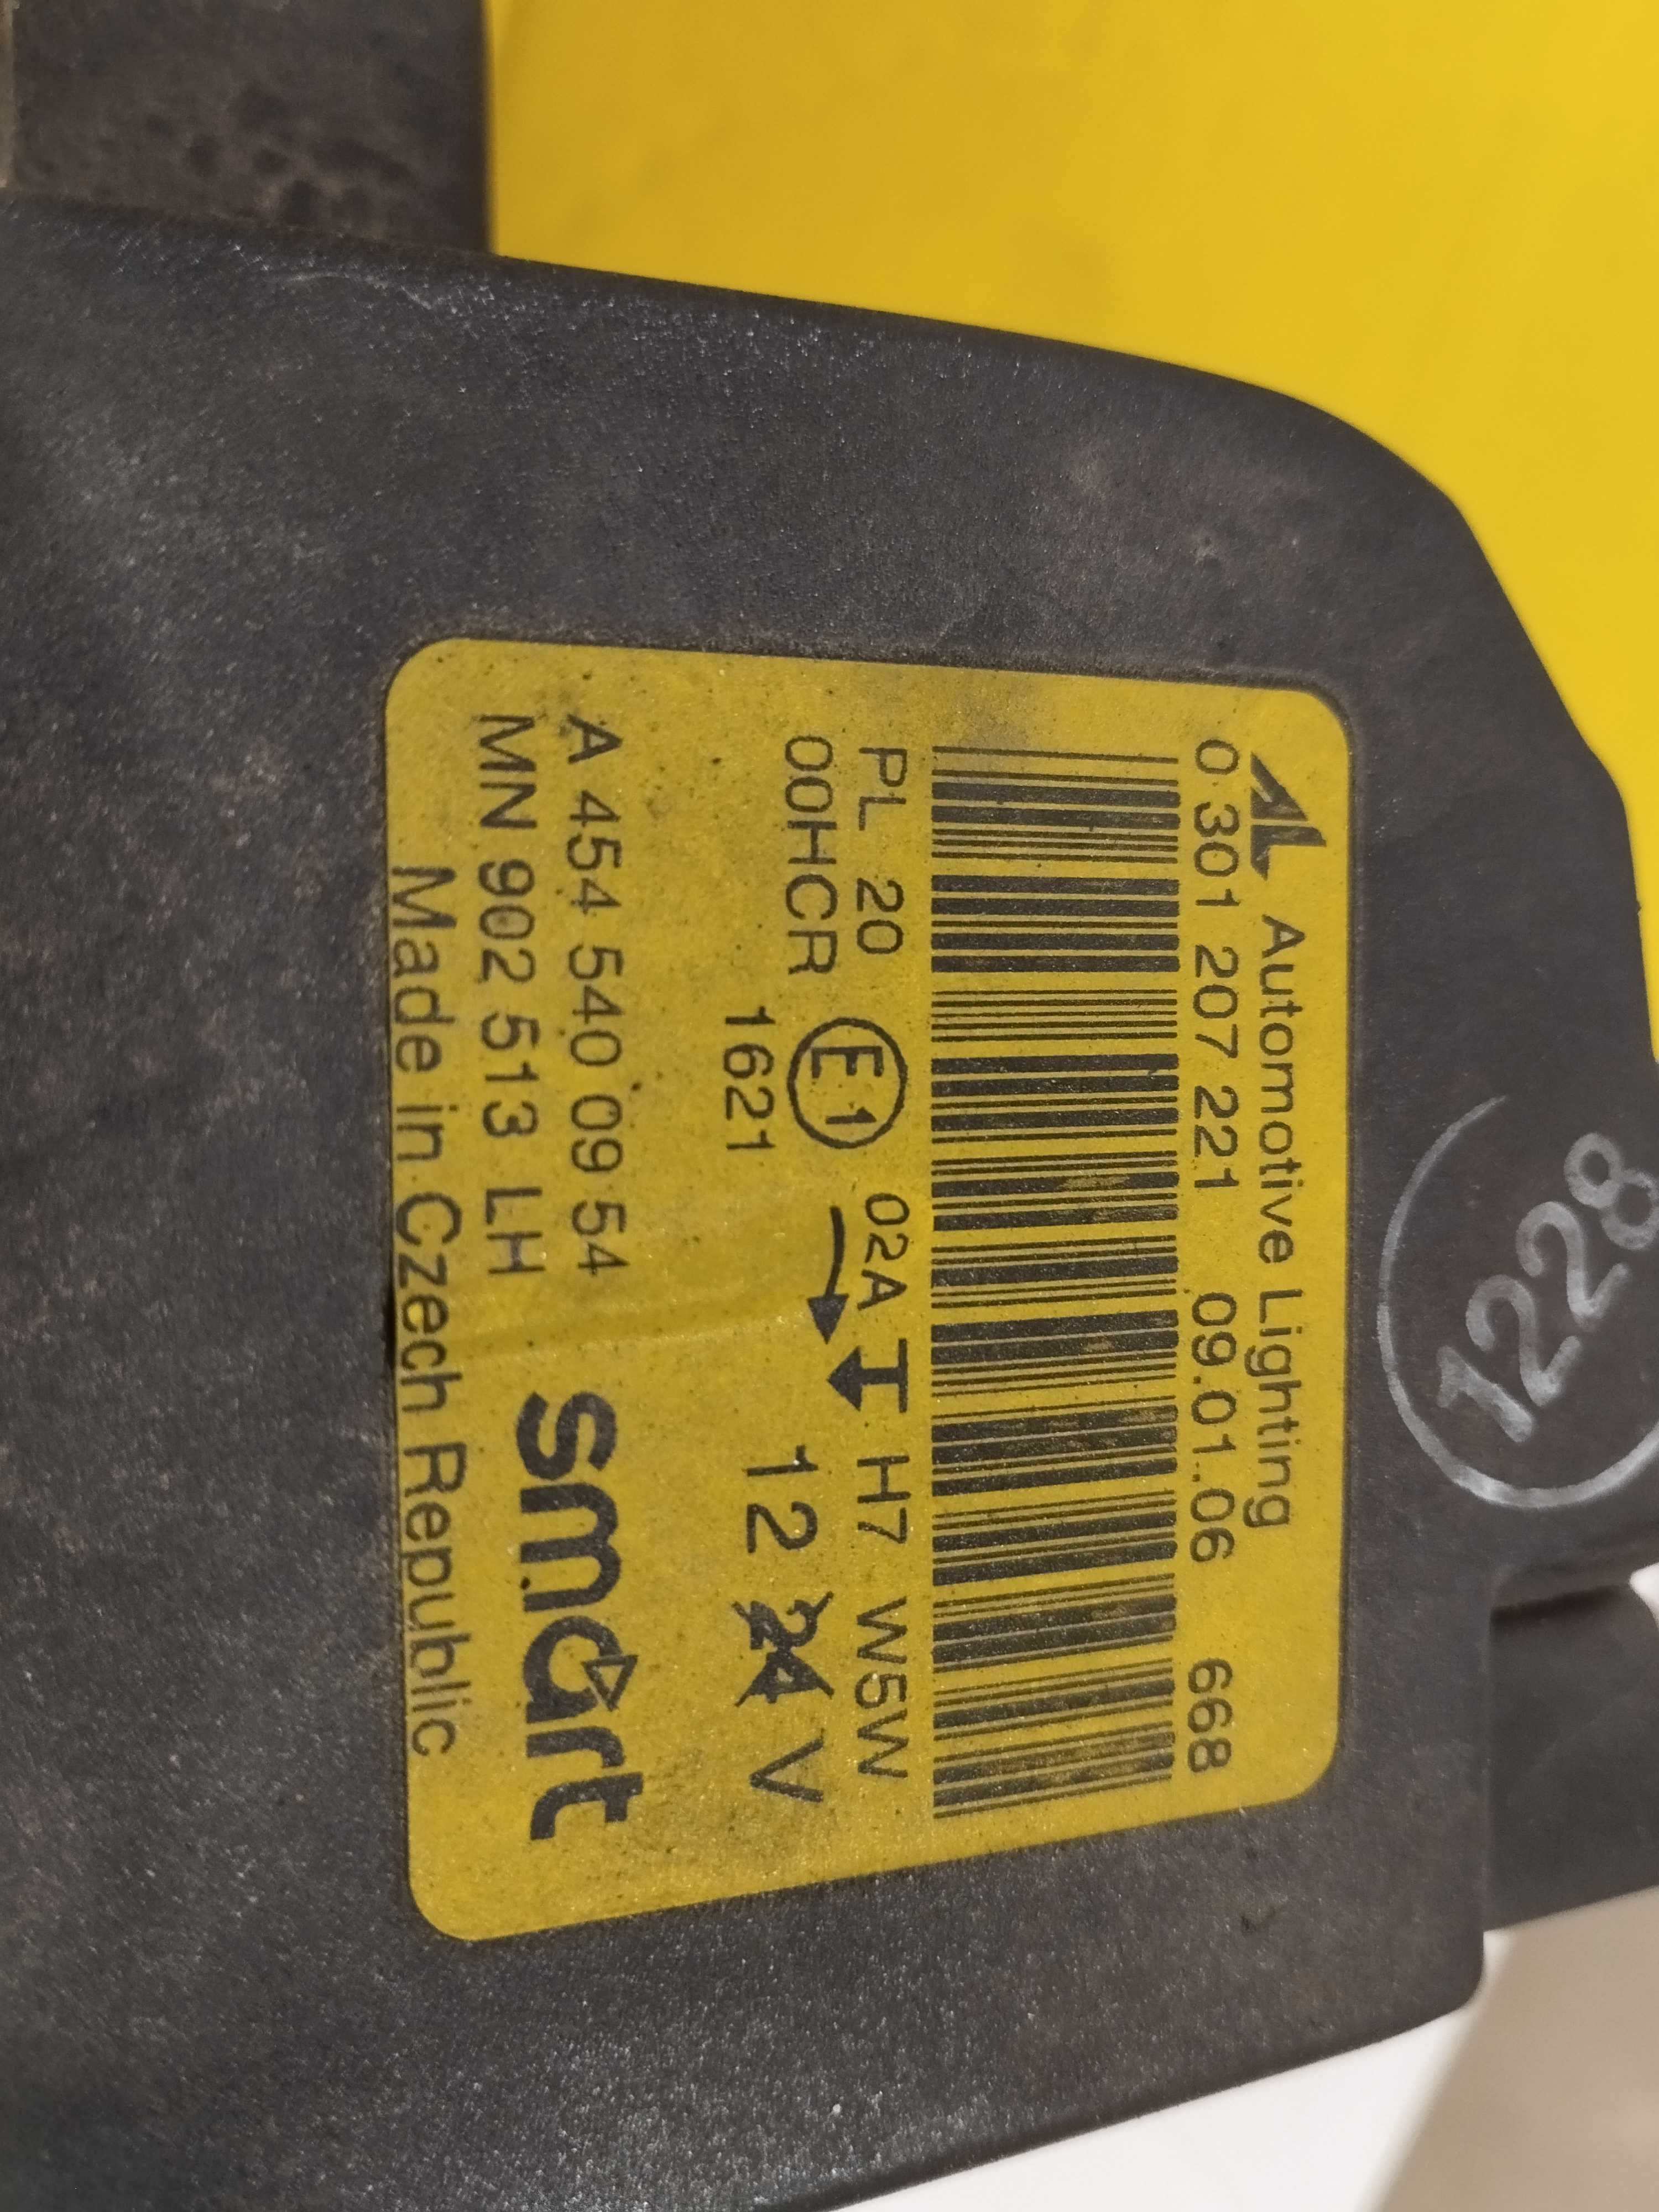 AL Automotive Lighting
0 301 207 221 09.01.06 668
PL 20 E1 02A H7 W5W
00HCR
1621 12 24 V
A 454 540 09 54
MN 902 513 LH smart
Made in Czech Republic
1228